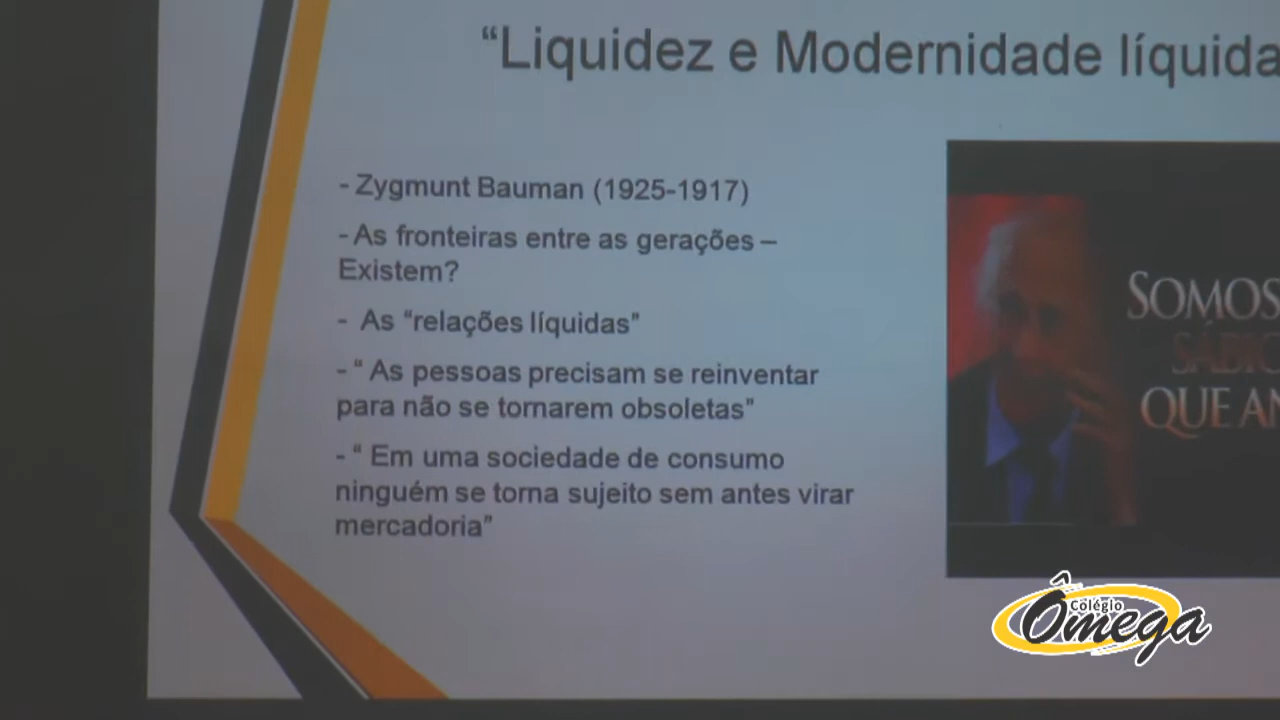 “Liquidez e Modernidade líquida
- Zygmunt Bauman (1925-1917)
- As fronteiras entre as gerações –
Existem?
- As “relações líquidas”
- “ As pessoas precisam se reinventar
para não se tornarem obsoletas”
- “ Em uma sociedade de consumo
ninguém se torna sujeito sem antes virar
mercadoria”
SOMOS
SÁBIO
QUE AN
Colégio
Ômega